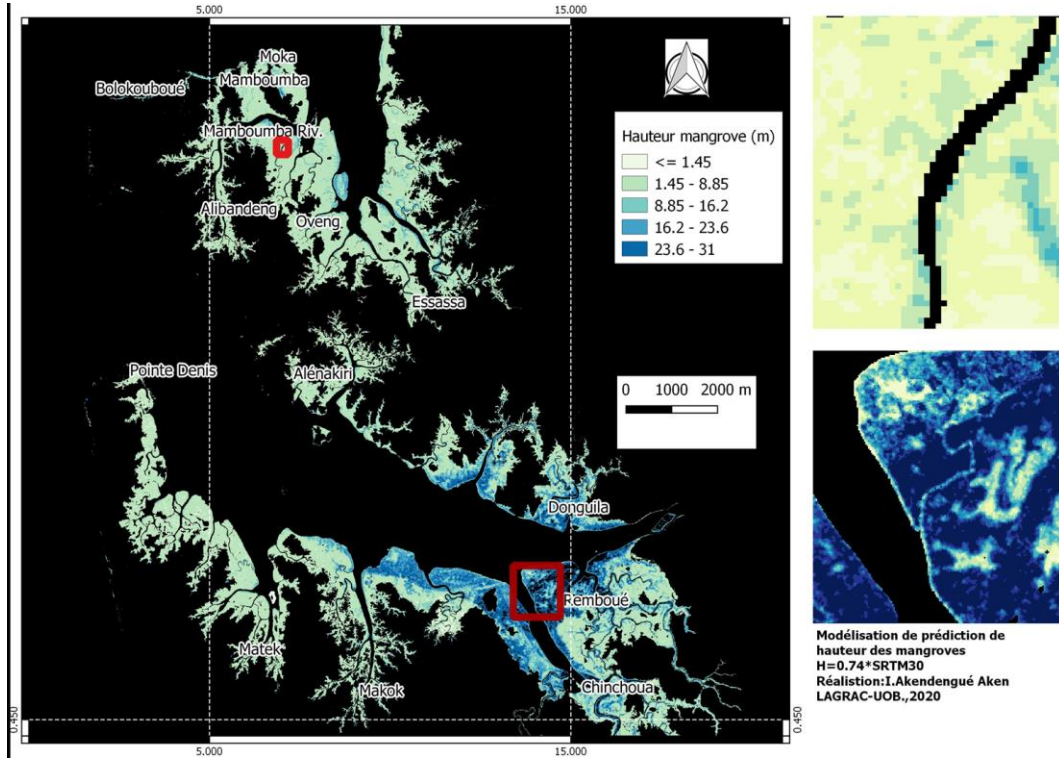 5.000
15.000
Moka
Bolokouboué
Mamboumba
Mamboumba Riv.
Alibandeng
Oveng
Essassa
Hauteur mangrove (m)
<= 1.45
1.45 - 8.85
8.85 - 16.2
16.2 - 23.6
23.6 - 31
Pointe Denis
Alénakiri
0 1000 2000 m
Donguila
Remboué
Matek
Makok
Chinchoua
0.450
0.450
5.000
15.000
Modélisation de prédiction de
hauteur des mangroves
H=0.74*SRTM30
Réalistion:I.Akendengué Aken
LAGRAC-UOB.,2020